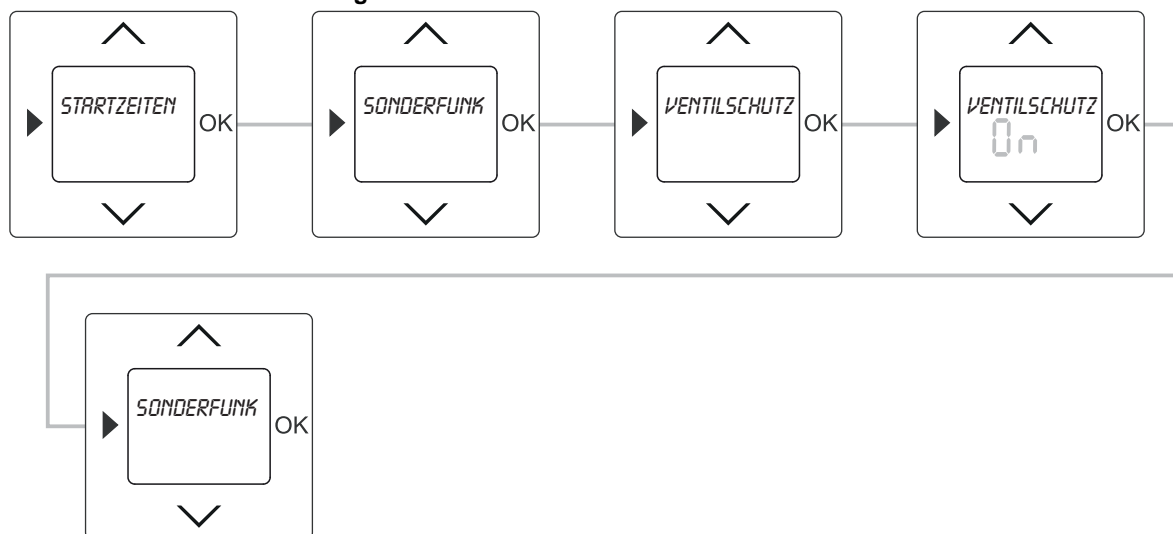 g
STARTZEITEN OK
SONDERFUNK OK
VENTILSCHUTZ OK
VENTILSCHUTZ OK
On
SONDERFUNK OK